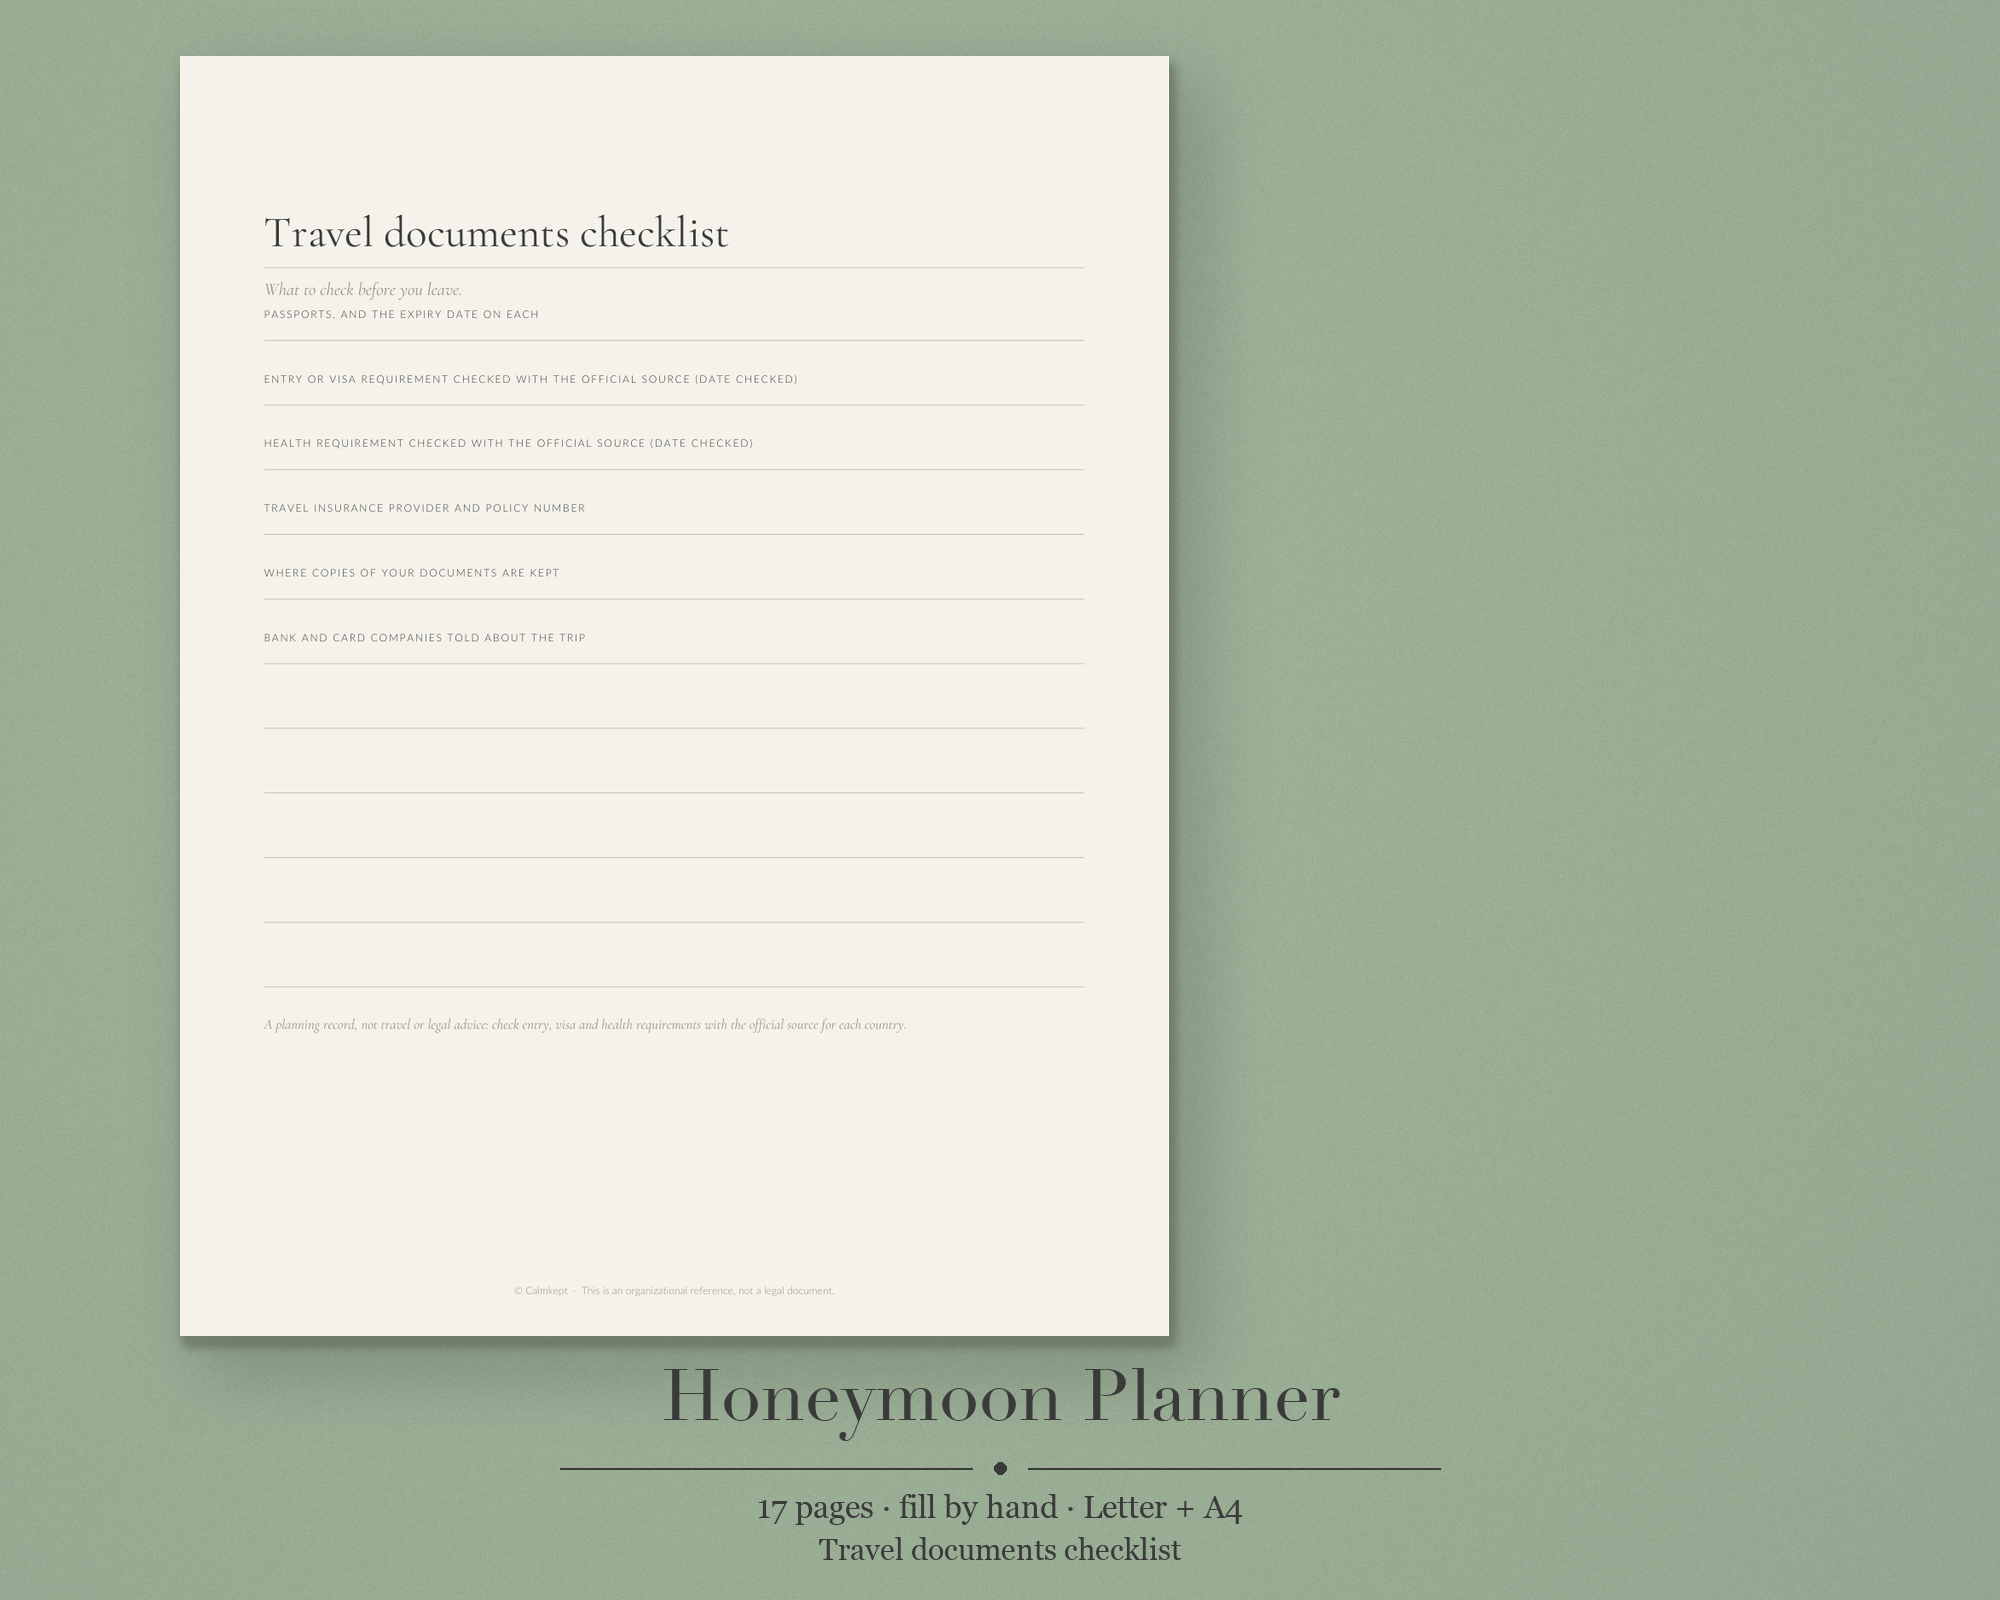 Travel documents checklist
What to check before you leave.
PASSPORTS, AND THE EXPIRY DATE ON EACH
ENTRY OR VISA REQUIREMENT CHECKED WITH THE OFFICIAL SOURCE (DATE CHECKED)
HEALTH REQUIREMENT CHECKED WITH THE OFFICIAL SOURCE (DATE CHECKED)
TRAVEL INSURANCE PROVIDER AND POLICY NUMBER
WHERE COPIES OF YOUR DOCUMENTS ARE KEPT
BANK AND CARD COMPANIES TOLD ABOUT THE TRIP
A planning record, not travel or legal advice: check entry, visa and health requirements with the official source for each country.
© Calmkept · This is an organizational reference, not a legal document.
Honeymoon Planner
17 pages · fill by hand · Letter + A4
Travel documents checklist